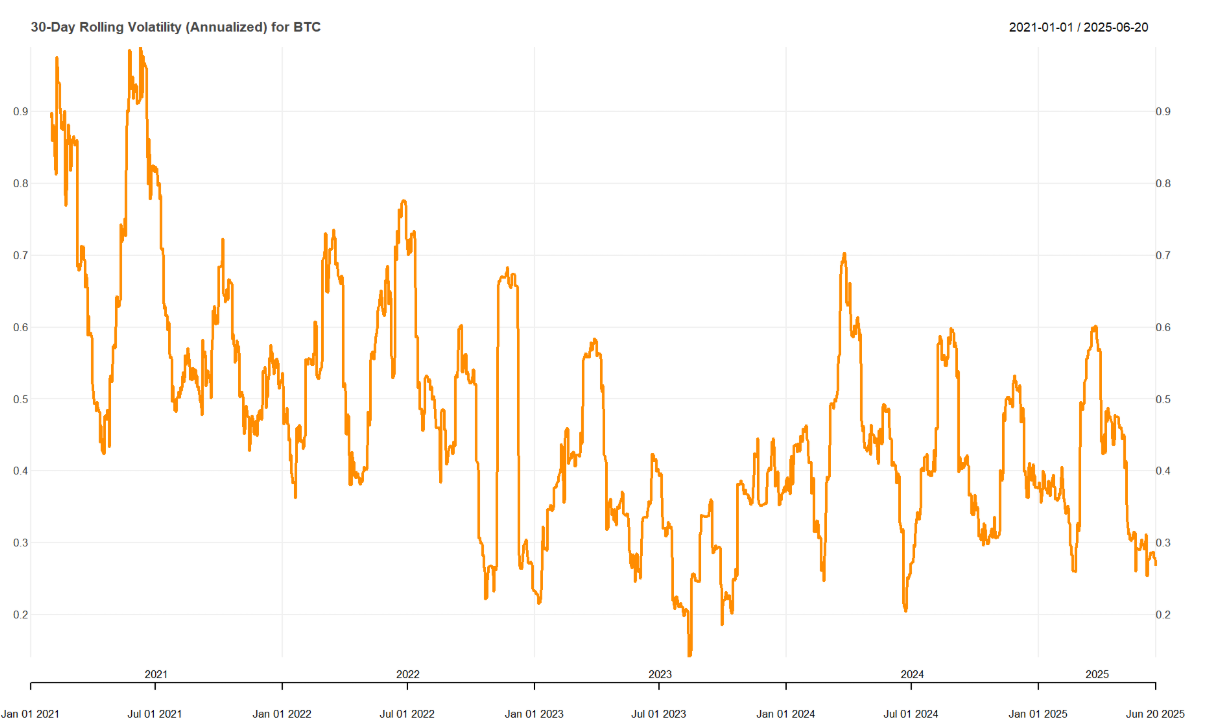 30-Day Rolling Volatility (Annualized) for BTC 2021-01-01 / 2025-06-20
0.9 0.9
0.8 0.8
0.7 0.7
0.6 0.6
0.5 0.5
0.4 0.4
0.3 0.3
0.2 0.2
2021 2022 2023 2024 2025
Jan 01 2021 Jul 01 2021 Jan 01 2022 Jul 01 2022 Jan 01 2023 Jul 01 2023 Jan 01 2024 Jul 01 2024 Jan 01 2025 Jun 20 2025